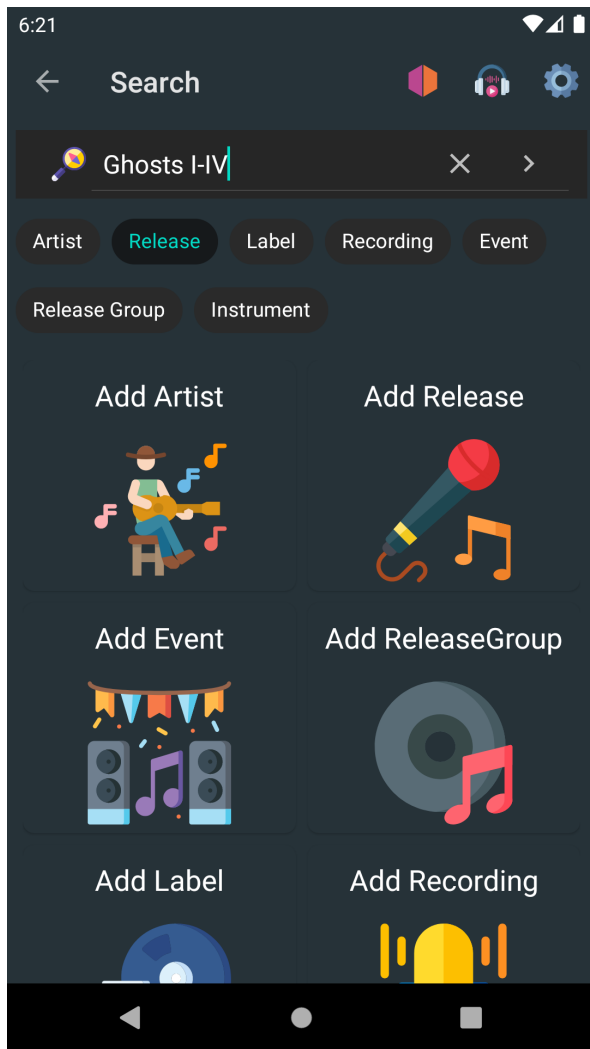 6:21
Search
Ghosts I-IV
Artist Release Label Recording Event
Release Group Instrument
Add Artist Add Release
Add Event Add ReleaseGroup
Add Label Add Recording